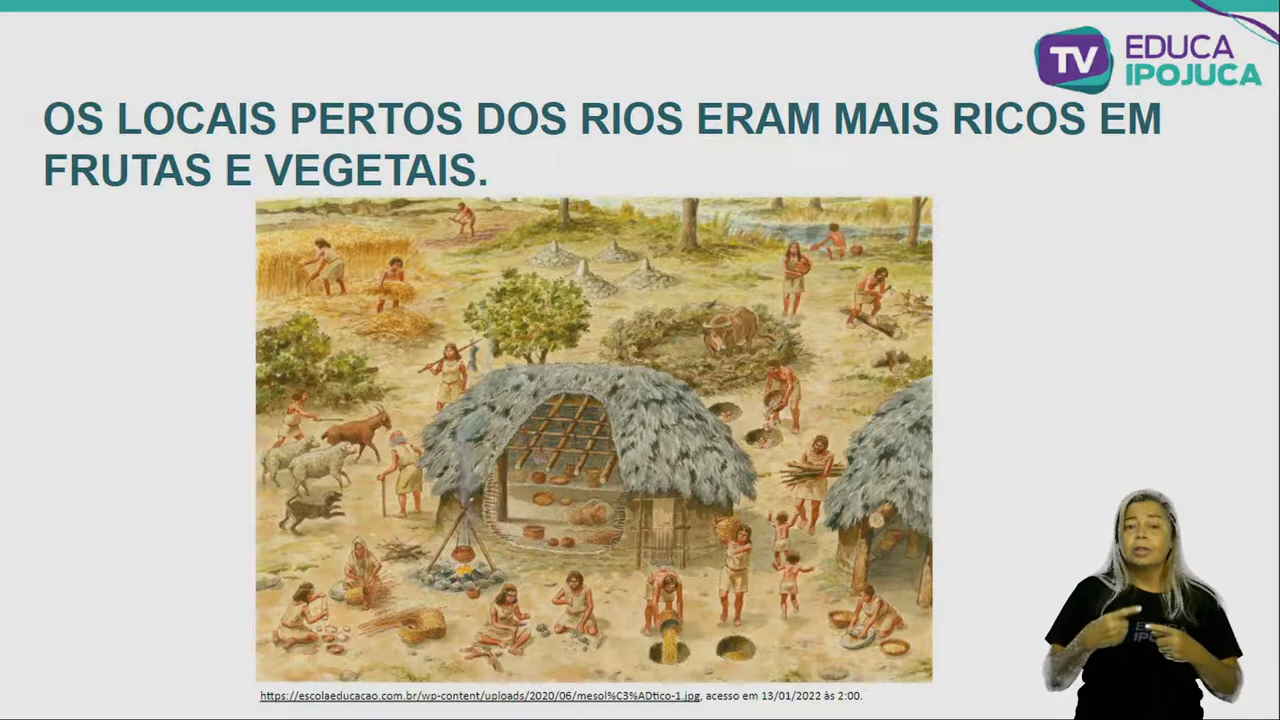 TV EDUCA
IPOJUCA
OS LOCAIS PERTOS DOS RIOS ERAM MAIS RICOS EM
FRUTAS E VEGETAIS.
https://escolaeducacao.com.br/wp-content/uploads/2020/06/mesol%C3%ADtico-1.jpg, acesso em 13/01/2022 às 2:00.